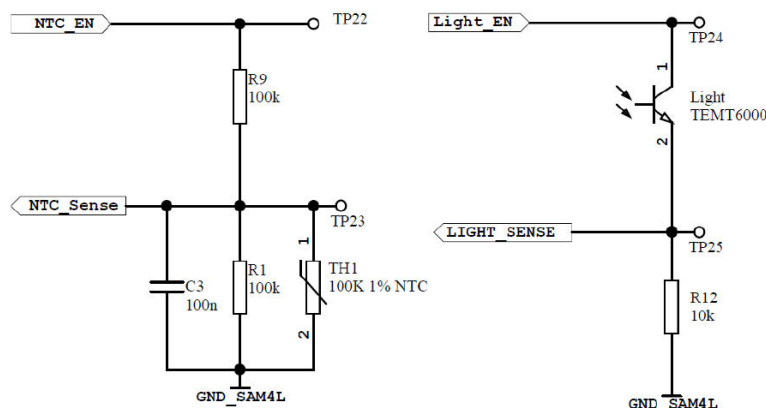 NTC_EN
TP22
R9
100k
NTC_Sense
TP23
C3
100n
R1
100k
1
TH1
100K 1% NTC
2
GND_SAM4L
Light_EN
TP24
1
Light
TEMT6000
2
LIGHT_SENSE
TP25
R12
10k
GND_SAM4L